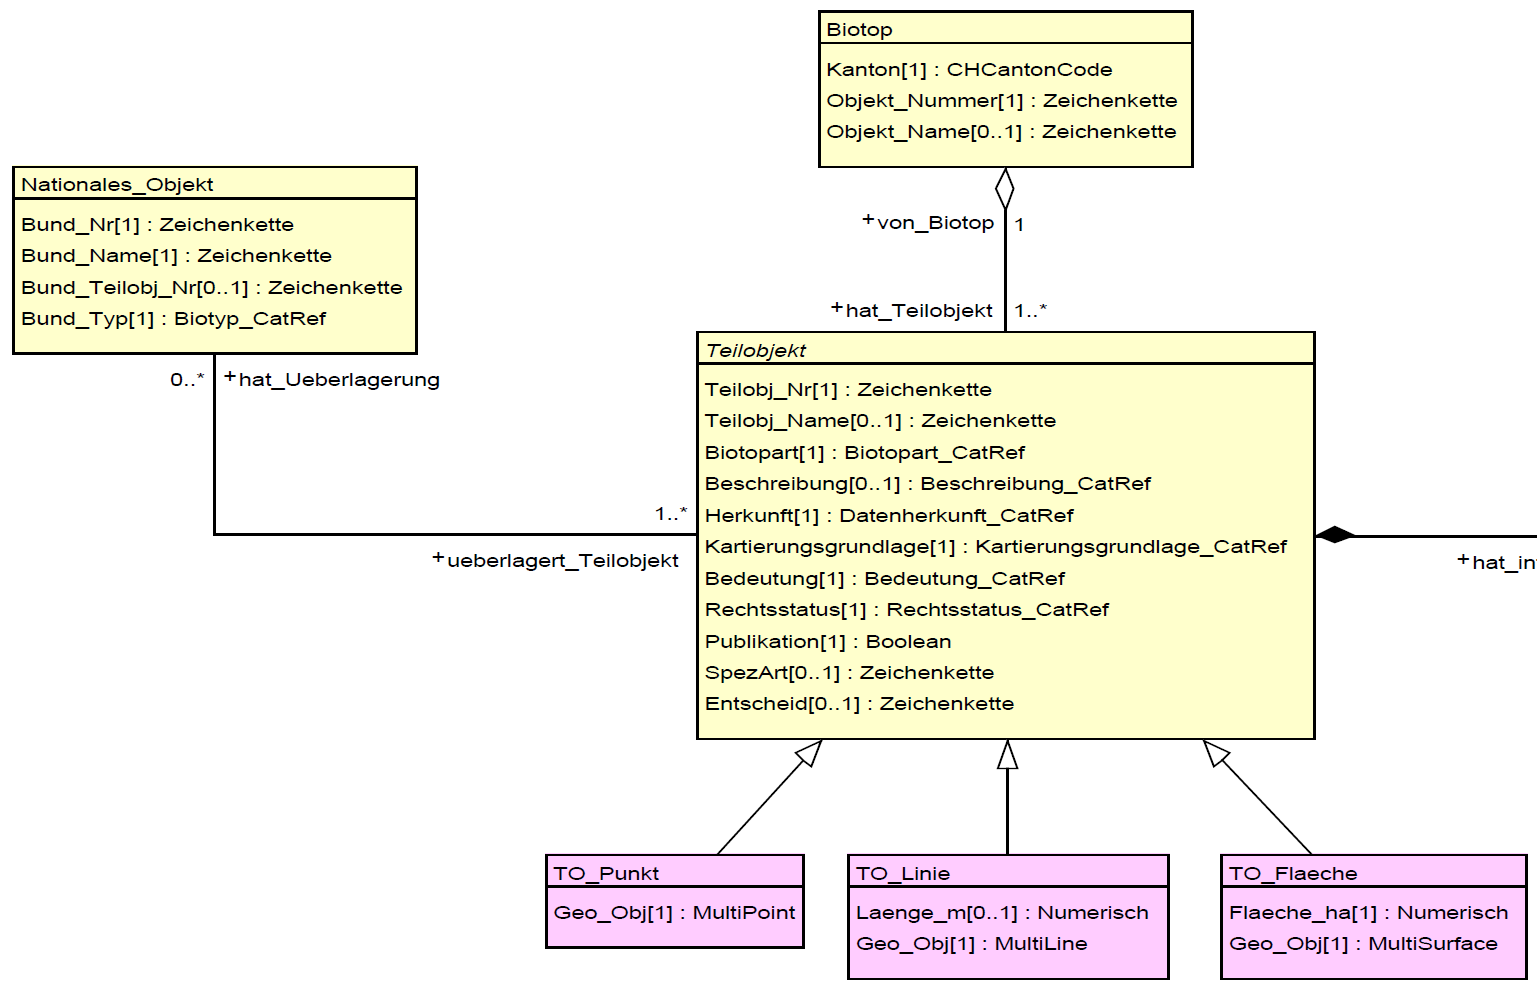 Biotop
Kanton[1] : CHCantonCode
Objekt_Nummer[1] : Zeichenkette
Objekt_Name[0..1] : Zeichenkette
Nationales_Objekt
Bund_Nr[1] : Zeichenkette
Bund_Name[1] : Zeichenkette
Bund_Teilobj_Nr[0..1] : Zeichenkette
Bund_Typ[1] : Biotyp_CatRef
+von_Biotop 1
+hat_Teilobjekt 1..*
0..* +hat_Ueberlagerung
1..*
+ueberlagert_Teilobjekt
Teilobjekt
Teilobj_Nr[1] : Zeichenkette
Teilobj_Name[0..1] : Zeichenkette
Biotopart[1] : Biotopart_CatRef
Beschreibung[0..1] : Beschreibung_CatRef
Herkunft[1] : Datenherkunft_CatRef
Kartierungsgrundlage[1] : Kartierungsgrundlage_CatRef
Bedeutung[1] : Bedeutung_CatRef
Rechtsstatus[1] : Rechtsstatus_CatRef
Publikation[1] : Boolean
SpezArt[0..1] : Zeichenkette
Entscheid[0..1] : Zeichenkette
TO_Punkt
Geo_Obj[1] : MultiPoint
TO_Linie
Laenge_m[0..1] : Numerisch
Geo_Obj[1] : MultiLine
TO_Flaeche
Flaeche_ha[1] : Numerisch
Geo_Obj[1] : MultiSurface